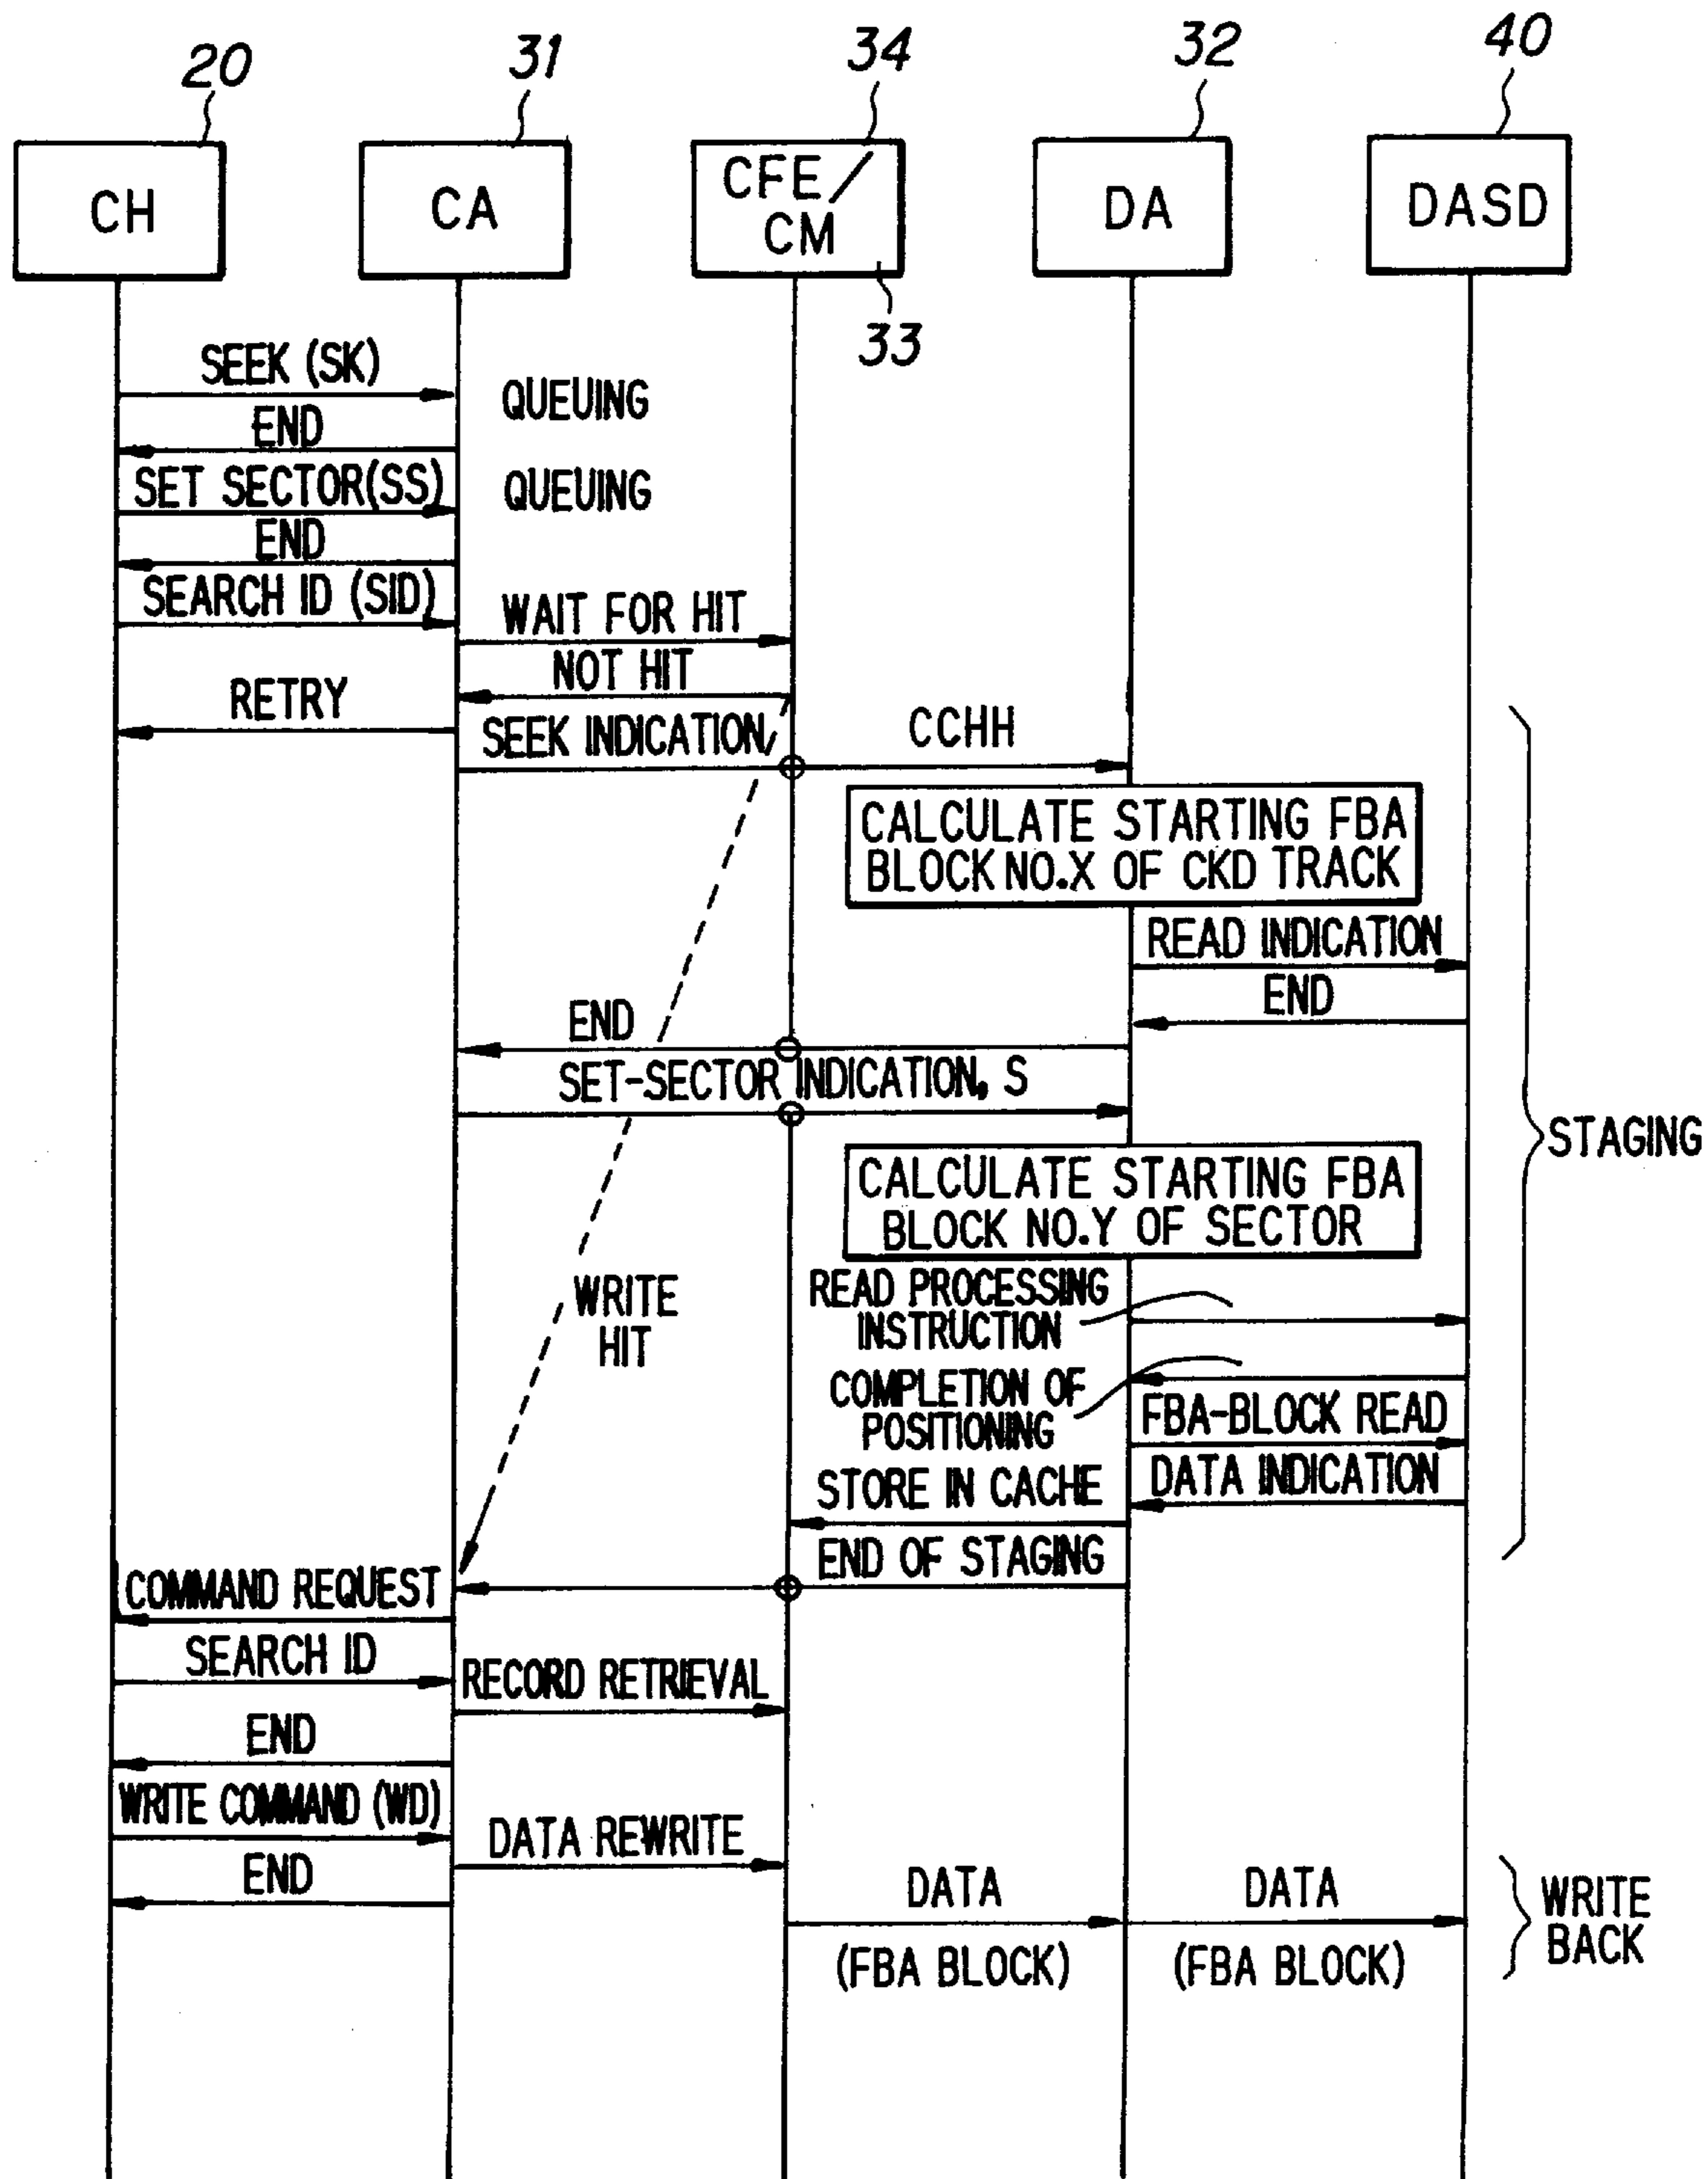 20
31
34
32
40
CH
CA
CFE/
CM
DA
DASD
33
SEEK (SK)
QUEUING
END
SET SECTOR(SS)
QUEUING
END
SEARCH ID (SID)
WAIT FOR HIT
NOT HIT
RETRY
SEEK INDICATION,
CCHH
CALCULATE STARTING FBA
BLOCK NO.X OF CKD TRACK
READ INDICATION
END
END
SET-SECTOR INDICATION, S
STAGING
CALCULATE STARTING FBA
BLOCK NO.Y OF SECTOR
READ PROCESSING
INSTRUCTION
WRITE
HIT
COMPLETION OF
POSITIONING
FBA-BLOCK READ
STORE IN CACHE
DATA INDICATION
END OF STAGING
COMMAND REQUEST
SEARCH ID
RECORD RETRIEVAL
END
WRITE COMMAND (WD)
DATA REWRITE
END
DATA
DATA
(FBA BLOCK)
(FBA BLOCK)
WRITE
BACK